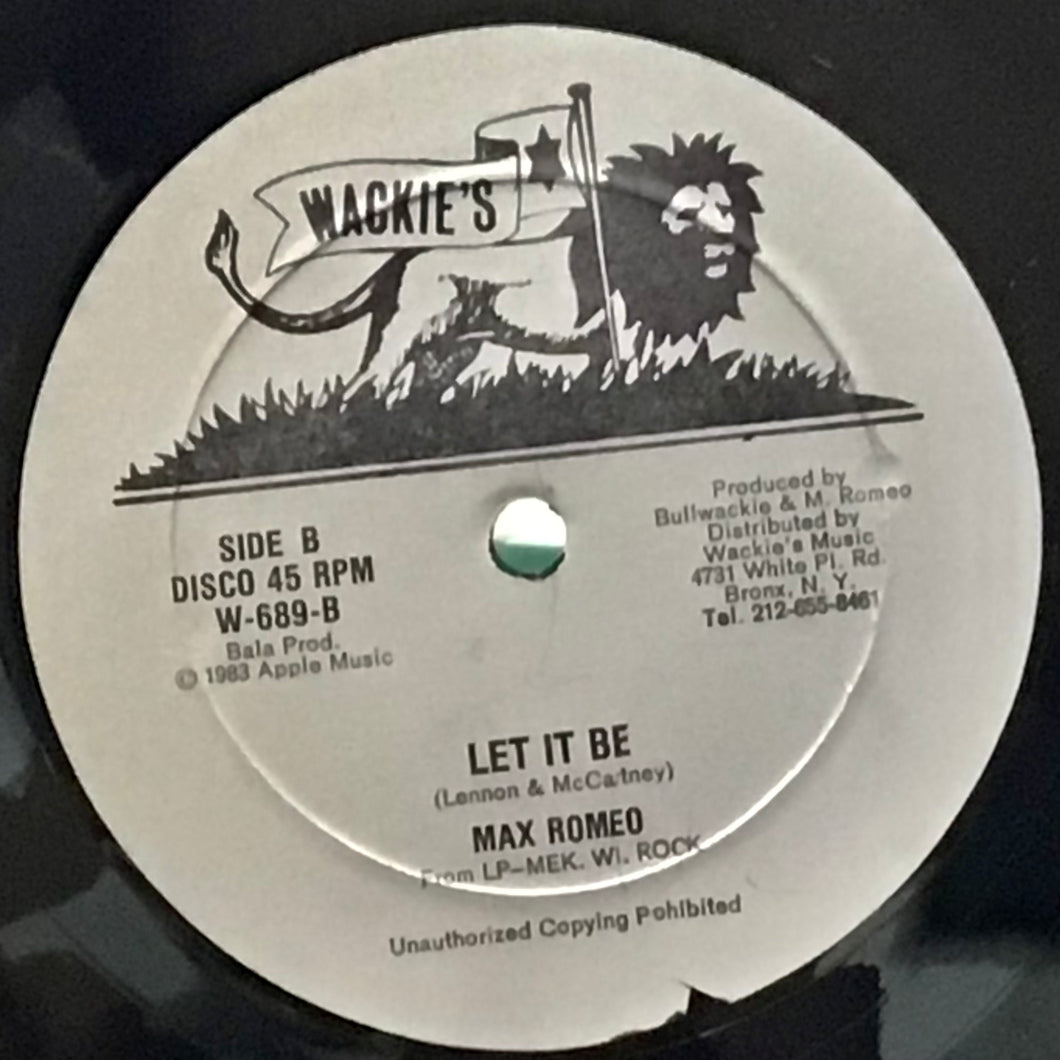 WACKIE'S
SIDE B
DISCO 45 RPM
W-689-B
Bala Prod.
© 1983 Apple Music
Produced by
Bullwackie & M. Romeo
Distributed by
Wackie's Music
4731 White Pl. Rd.
Bronx, N. Y.
Tel. 212-655-8461
LET IT BE
(Lennon & McCartney)
MAX ROMEO
From LP-MEK. WI. ROCK
Unauthorized Copying Pohibited